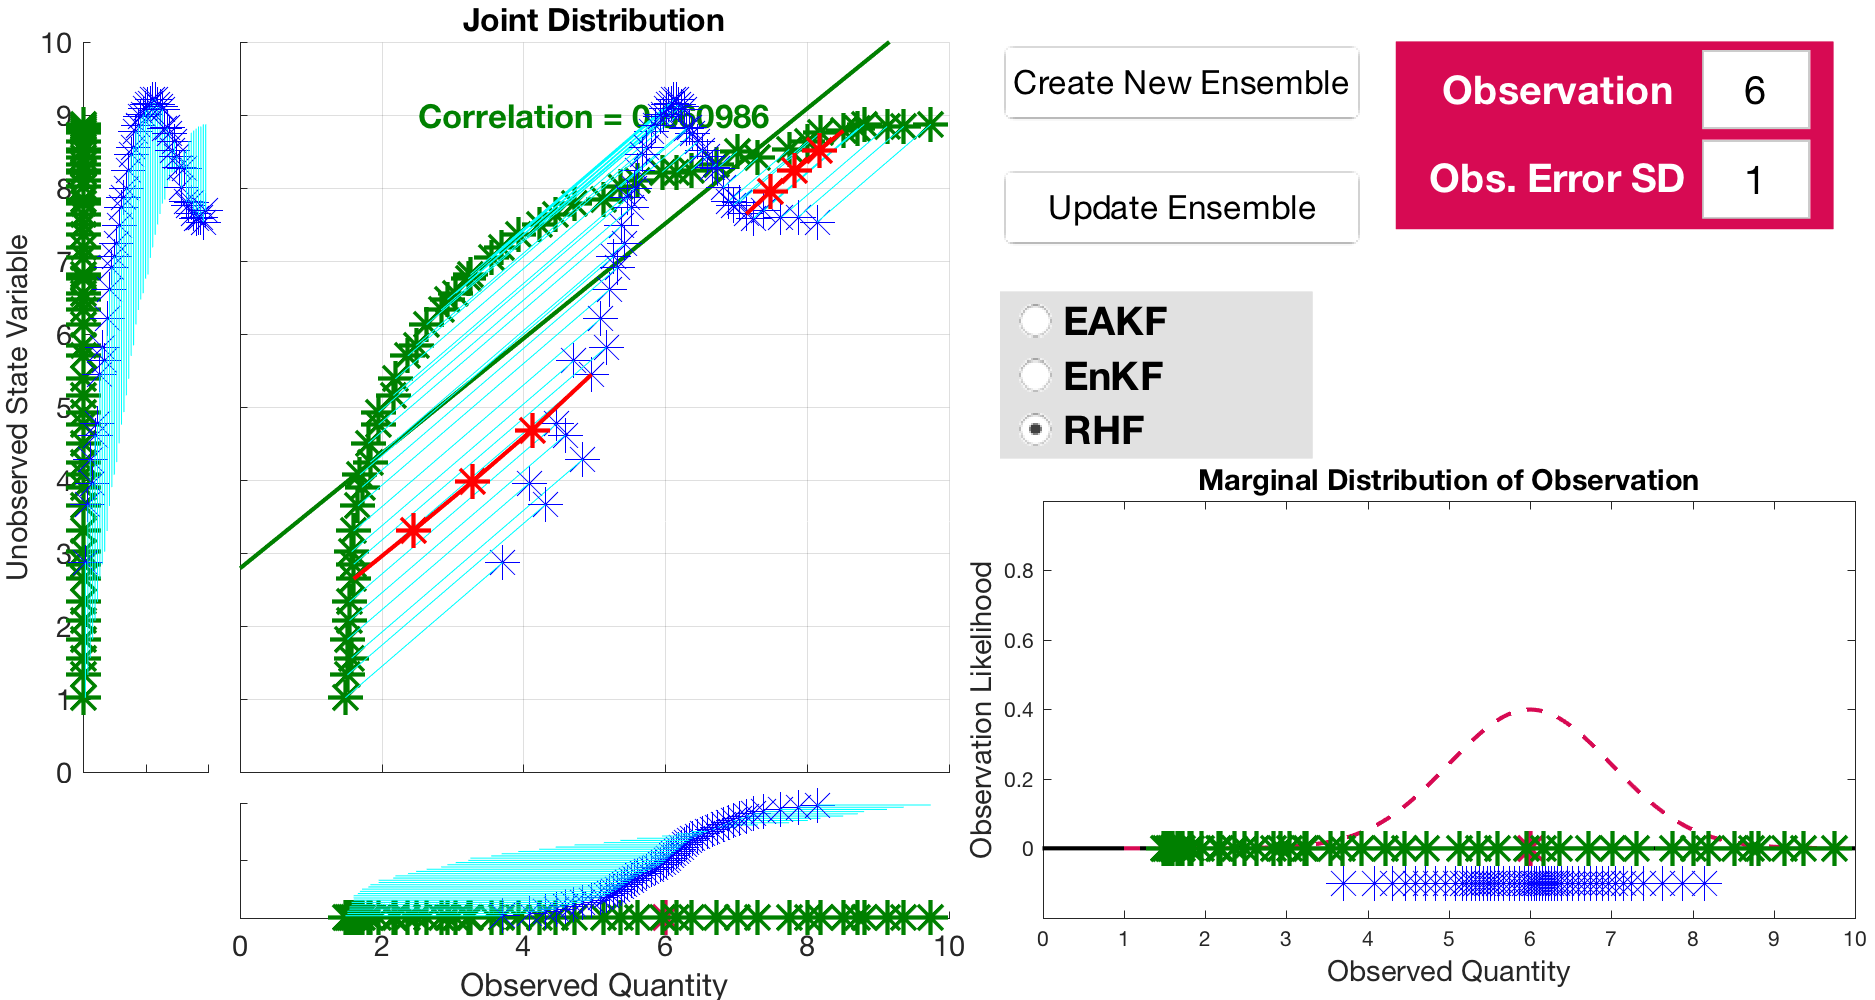 Joint Distribution
Correlation = 0.860986
Unobserved State Variable
10
9
8
7
6
5
4
3
2
1
0
0 2 4 6 8 10
Observed Quantity
Create New Ensemble
Update Ensemble
Observation 6
Obs. Error SD 1
EAKF
EnKF
RHF
Marginal Distribution of Observation
Observation Likelihood
0.8
0.6
0.4
0.2
0
0 1 2 3 4 5 6 7 8 9 10
Observed Quantity